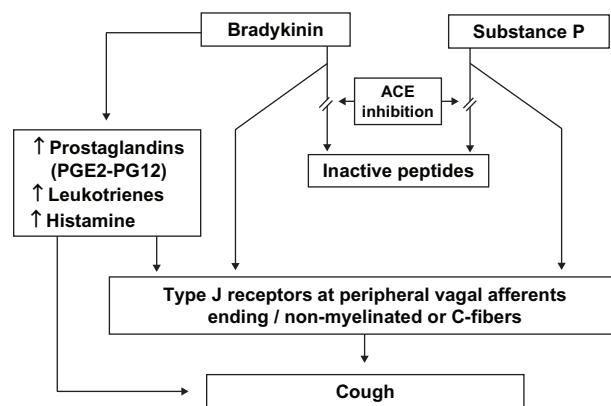 Bradykinin
Substance P
ACE
inhibition
↑ Prostaglandins
(PGE2-PG12)
↑ Leukotrienes
↑ Histamine
Inactive peptides
Type J receptors at peripheral vagal afferents
ending / non-myelinated or C-fibers
Cough